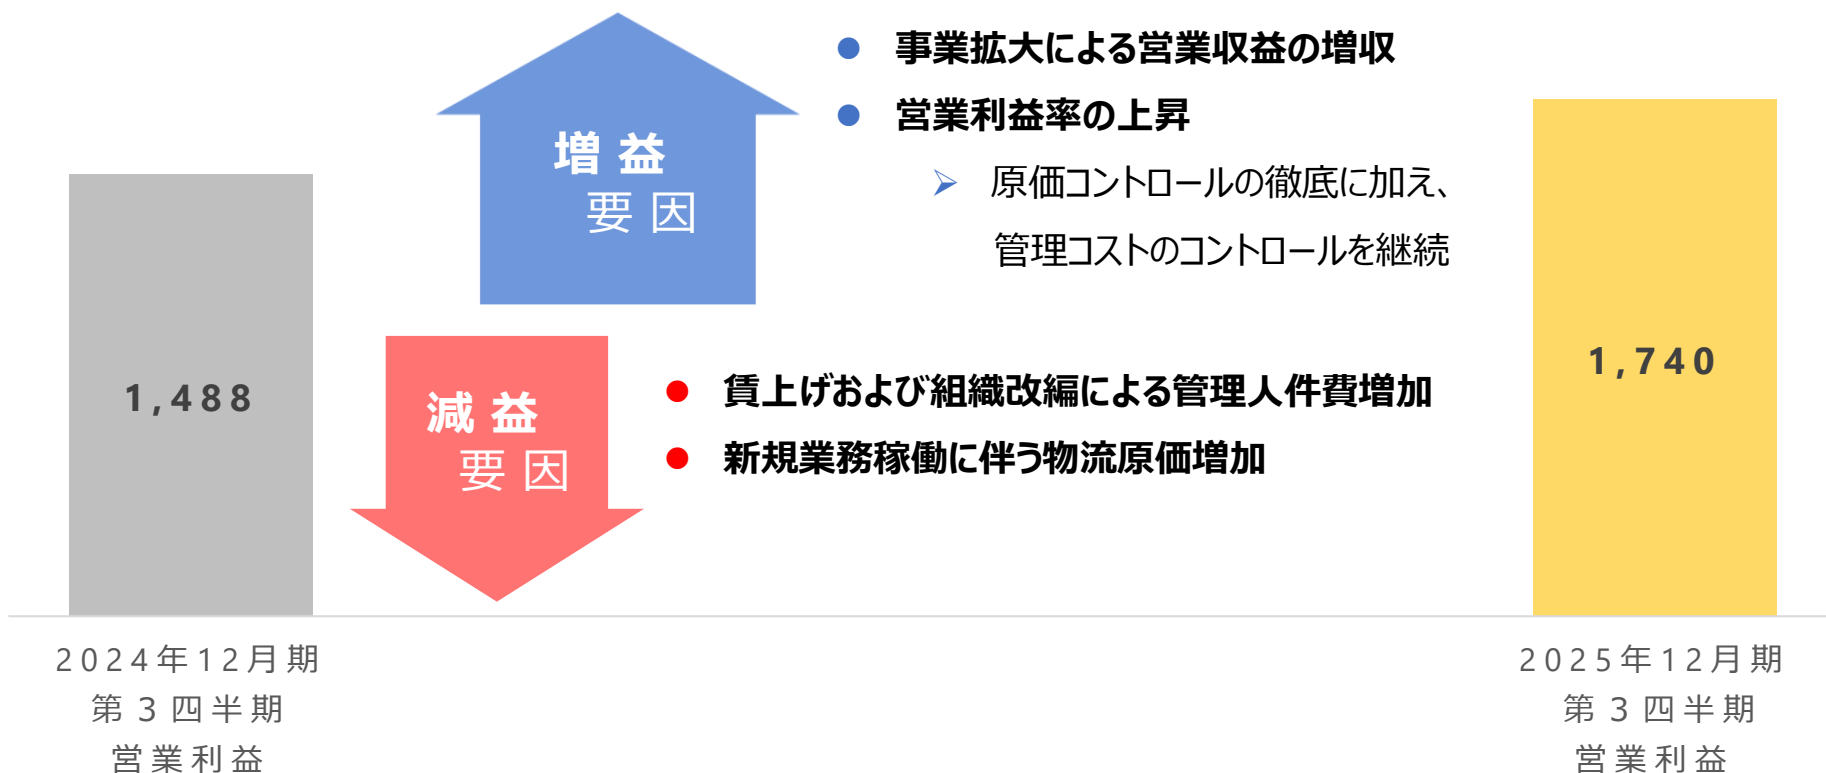 増益
要因
事業拡大による営業収益の増収
営業利益率の上昇
原価コントロールの徹底に加え、
管理コストのコントロールを継続
1,488
減益
要因
賃上げおよび組織改編による管理人件費増加
新規業務稼働に伴う物流原価増加
1,740
2024年12月期
第3四半期
営業利益
2025年12月期
第3四半期
営業利益